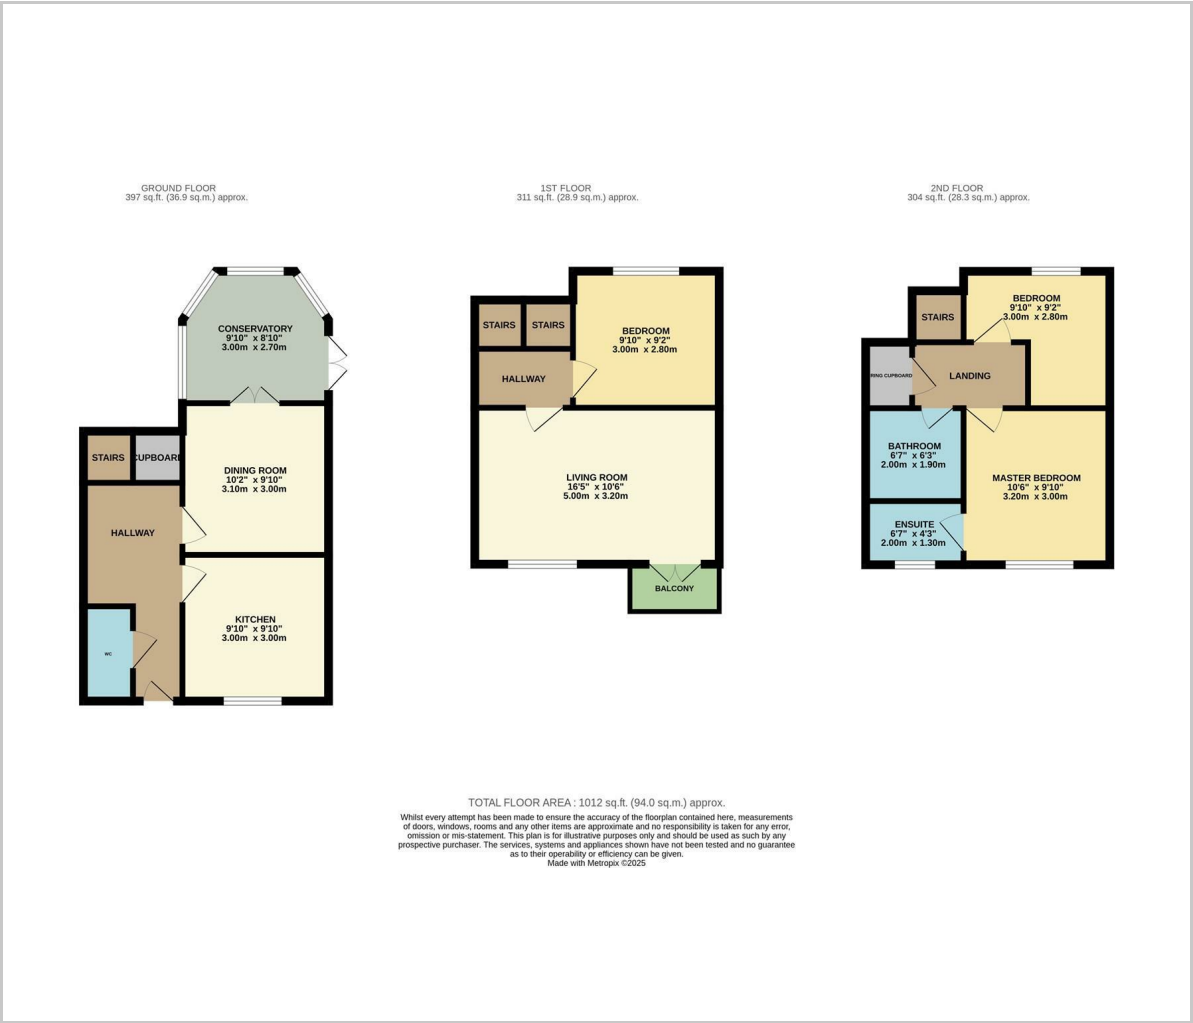 GROUND FLOOR
397 sq.ft. (36.9 sq.m.) approx.
CONSERVATORY
9'10" x 8'10"
3.00m x 2.70m
STAIRS
CUPBOARD
DINING ROOM
10'2" x 9'10"
3.10m x 3.00m
HALLWAY
KITCHEN
9'10" x 9'10"
3.00m x 3.00m
WC
1ST FLOOR
311 sq.ft. (28.9 sq.m.) approx.
STAIRS
STAIRS
BEDROOM
9'10" x 9'2"
3.00m x 2.80m
HALLWAY
LIVING ROOM
16'5" x 10'6"
5.00m x 3.20m
BALCONY
2ND FLOOR
304 sq.ft. (28.3 sq.m.) approx.
BEDROOM
9'10" x 9'2"
3.00m x 2.80m
STAIRS
RING CUPBOARD
LANDING
BATHROOM
6'7" x 6'3"
2.00m x 1.90m
MASTER BEDROOM
10'6" x 9'10"
3.20m x 3.00m
ENSUITE
6'7" x 4'3"
2.00m x 1.30m
TOTAL FLOOR AREA : 1012 sq.ft. (94.0 sq.m.) approx.
Whilst every attempt has been made to ensure the accuracy of the floorplan contained here, measurements
of doors, windows, rooms and any other items are approximate and no responsibility is taken for any error,
omission or mis-statement. This plan is for illustrative purposes only and should be used as such by any
prospective purchaser. The services, systems and appliances shown have not been tested and no guarantee
as to their operability or efficiency can be given.
Made with Metropix ©2025